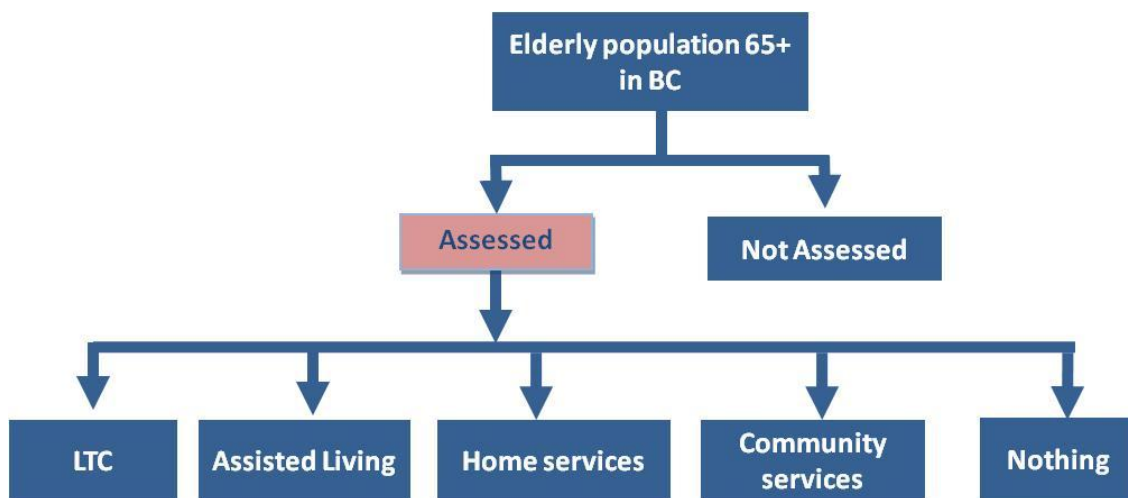 Elderly population 65+
in BC
Assessed
Not Assessed
LTC
Assisted Living
Home services
Community
services
Nothing